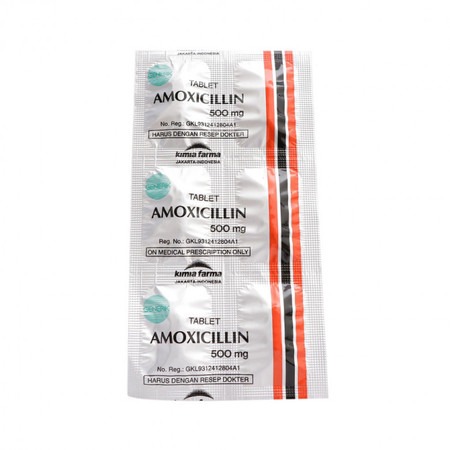 TABLET
AMOXICILLIN
500 mg
No. Reg.: GKL9312412804A1
HARUS DENGAN RESEP DOKTER
kimia farma
JAKARTA-INDONESIA
TABLET
AMOXICILLIN
500 mg
Reg. No.: GKL9312412804A1
ON MEDICAL PRESCRIPTION ONLY
kimia farma
JAKARTA-INDONESIA
TABLET
AMOXICILLIN
500 mg
No. Reg.: GKL9312412804A1
HARUS DENGAN RESEP DOKTER